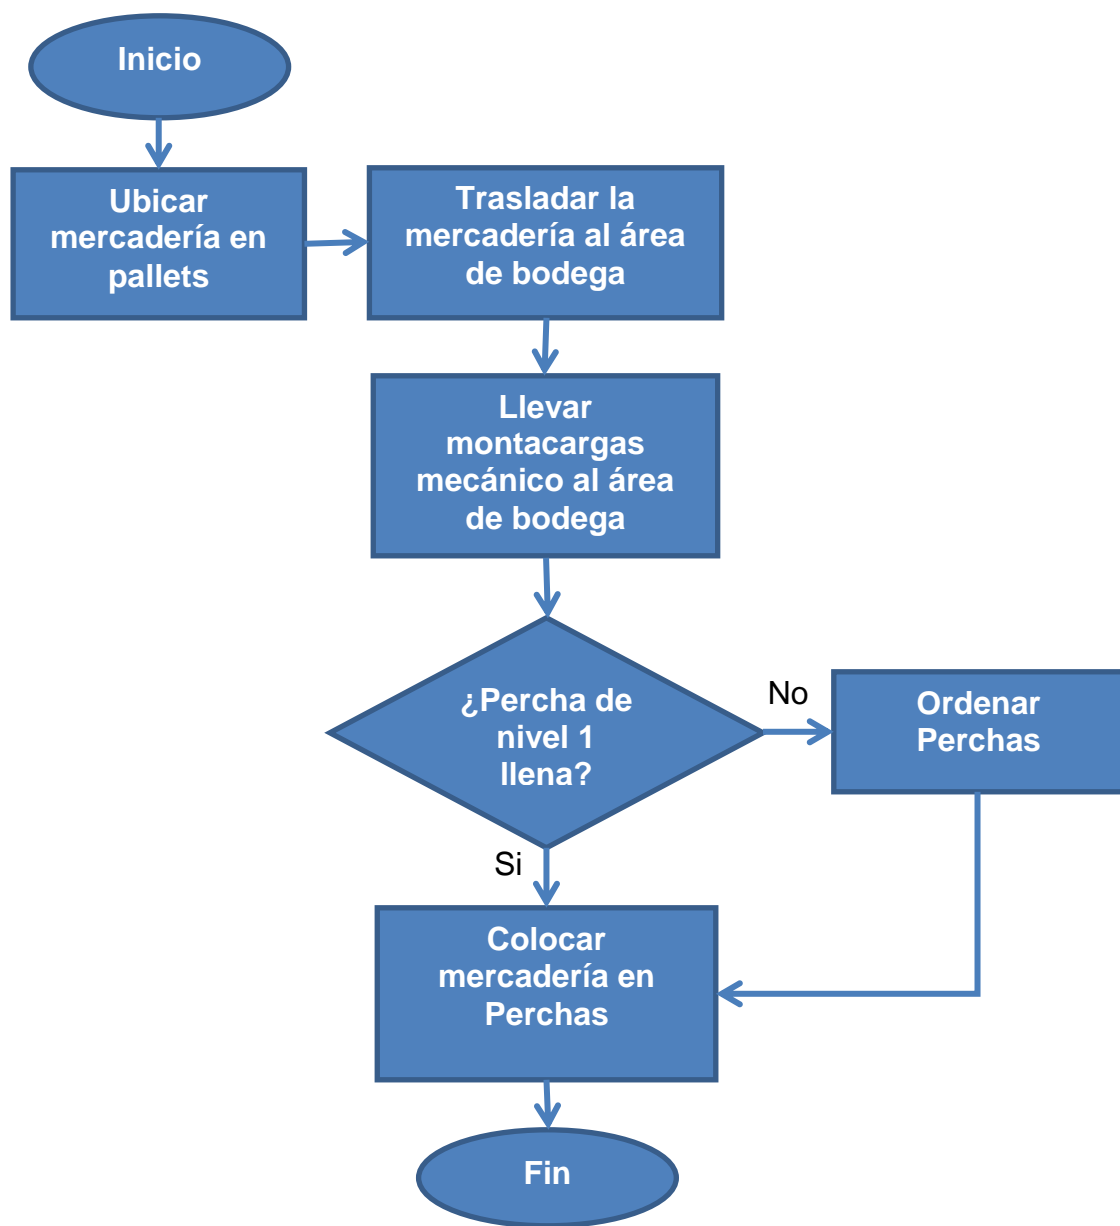 Inicio
Ubicar
mercadería en
pallets
Trasladar la
mercadería al área
de bodega
Llevar
montacargas
mecánico al área
de bodega
¿Percha de
nivel 1
llena?
No
Ordenar
Perchas
Si
Colocar
mercadería en
Perchas
Fin